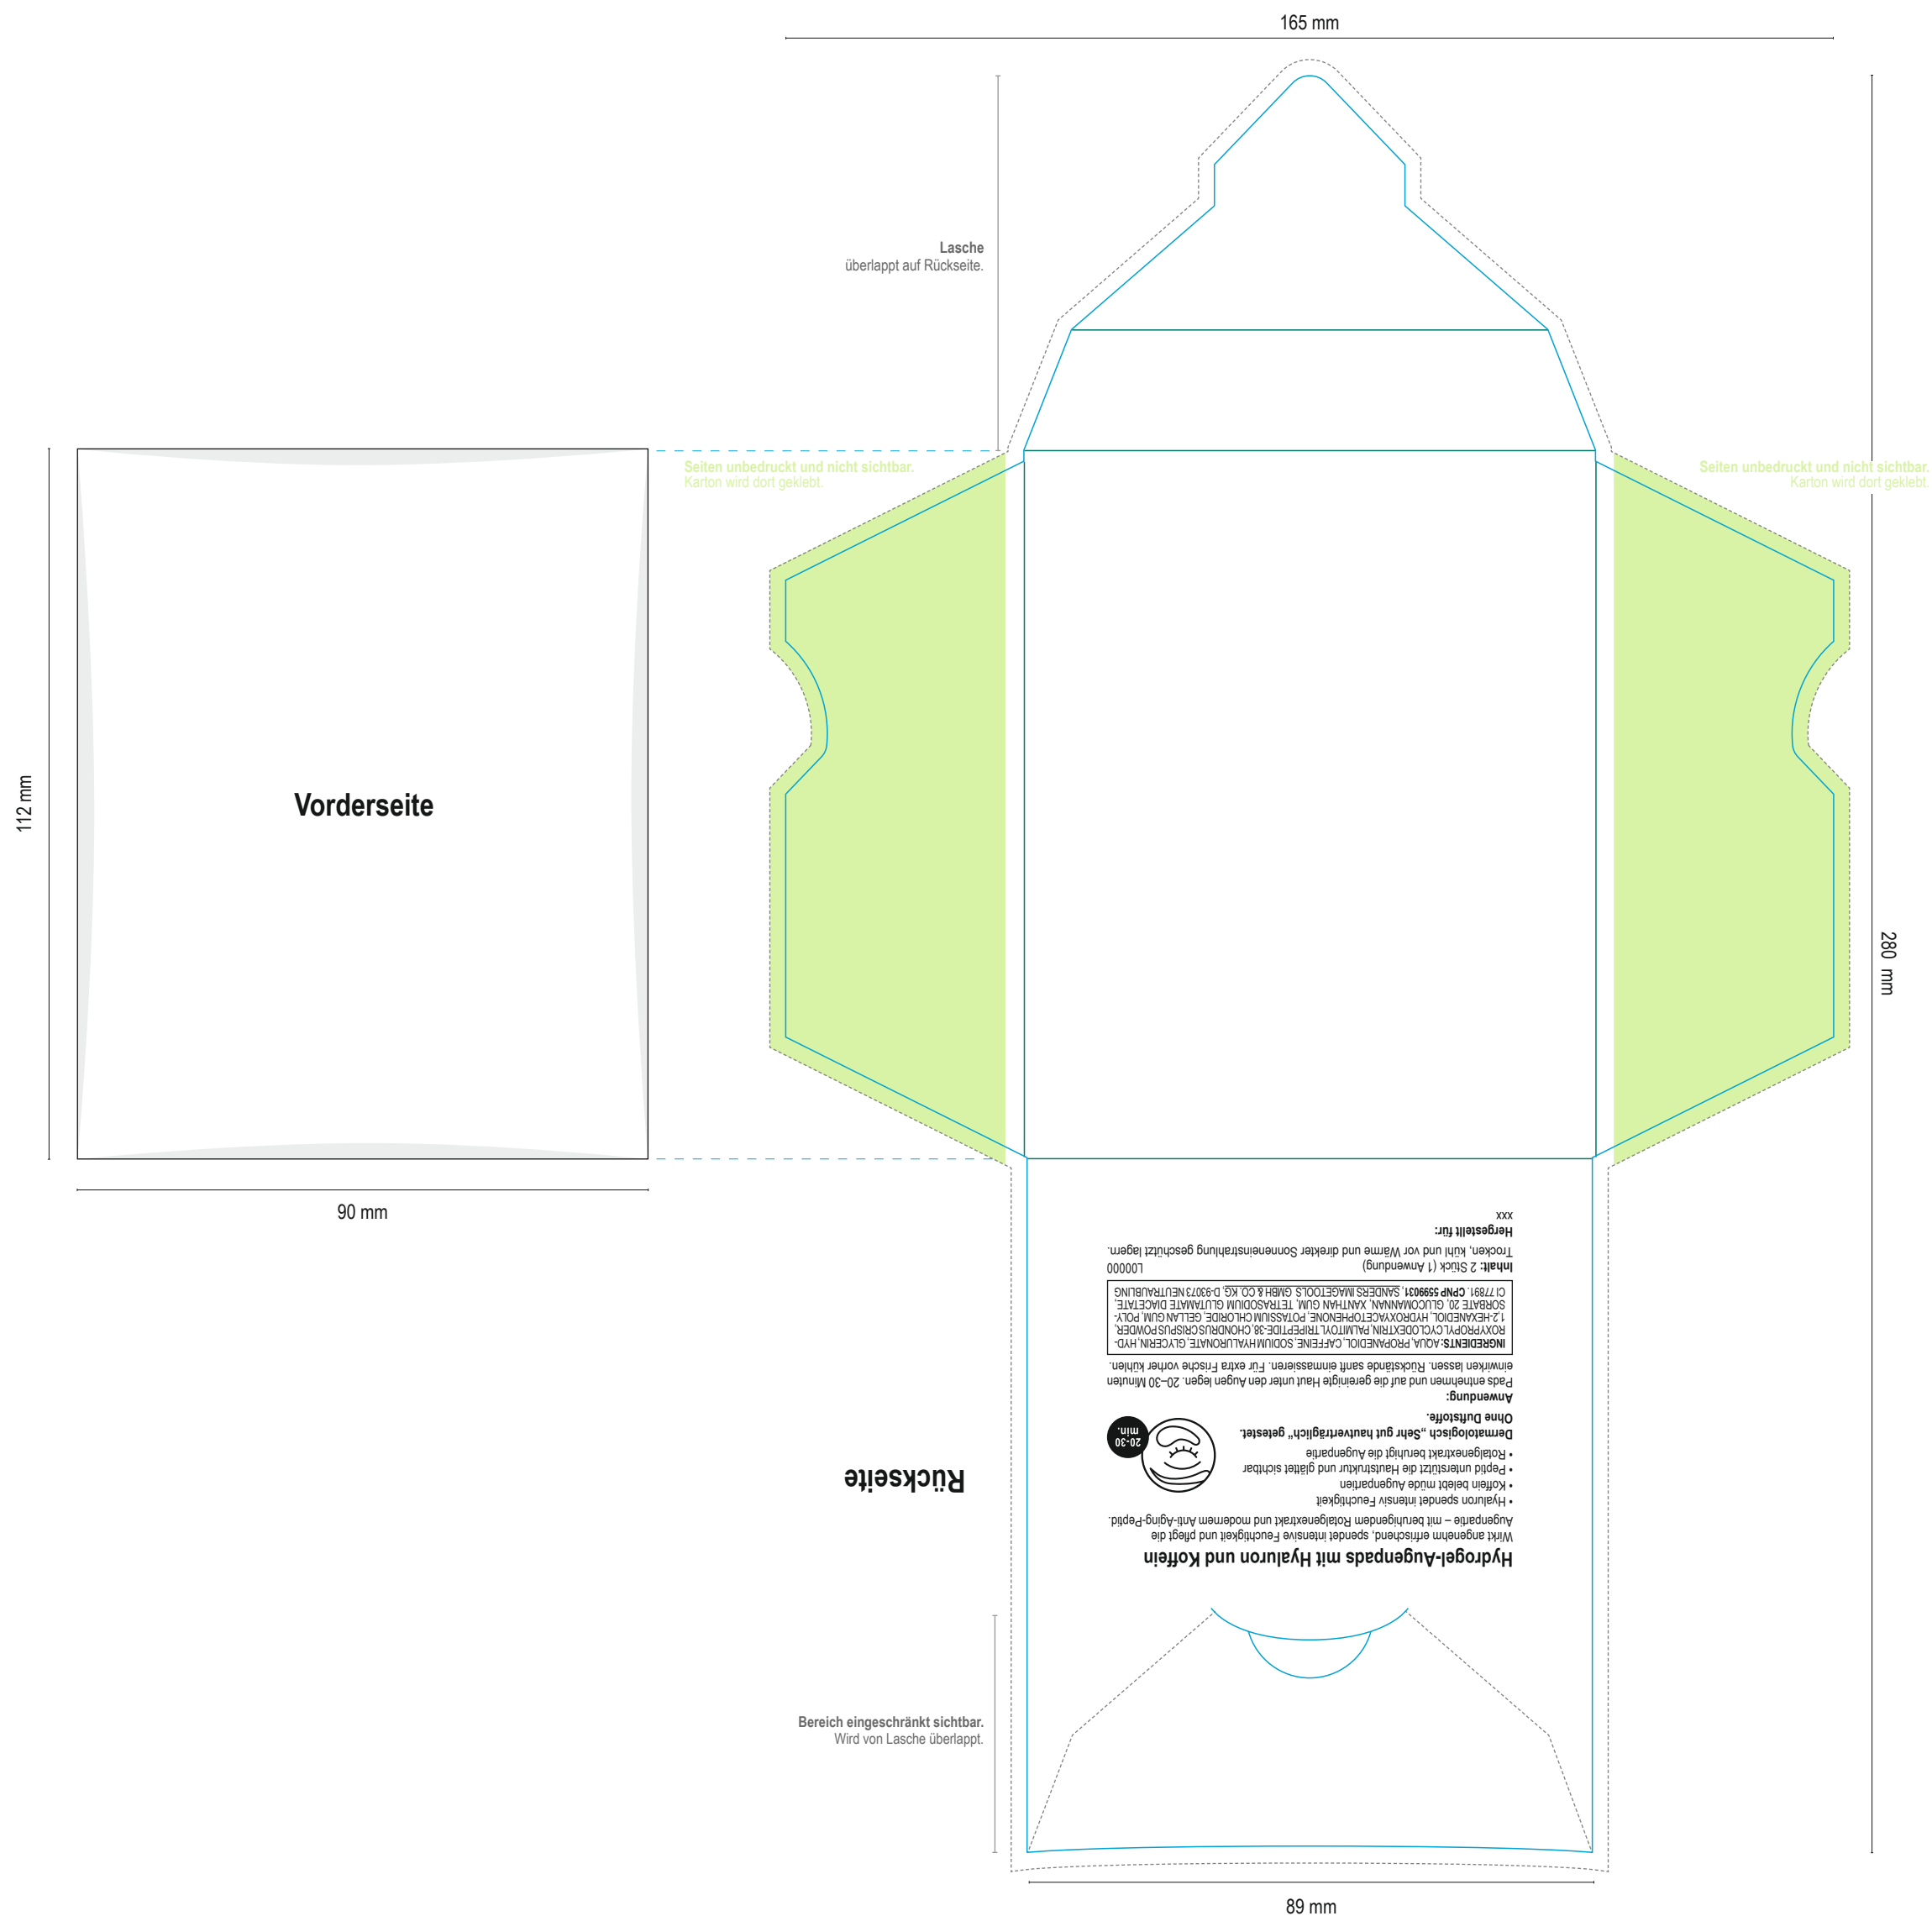 165 mm
Lasche
überlappt auf Rückseite.
Seiten unbedruckt und nicht sichtbar.
Karton wird dort geklebt.
Seiten unbedruckt und nicht sichtbar.
Karton wird dort geklebt.
112 mm
Vorderseite
90 mm
280 mm
Rückseite
Hydrogel-Augenpads mit Hyaluron und Koffein
Wirkt angenehm erfrischend, spendet intensive Feuchtigkeit und pflegt die
Augenpartie – mit beruhigendem Rotalgenextrakt und modernem Anti-Aging-Peptid.
• Hyaluron spendet intensiv Feuchtigkeit
• Koffein belebt müde Augenpartien
• Peptid unterstützt die Hautstruktur und glättet sichtbar
• Rotalgenextrakt beruhigt die Augenpartie
Dermatologisch „Sehr gut hautverträglich“ getestet.
Ohne Duftstoffe.
20-30
min.
Anwendung:
Pads entnehmen und auf die gereinigte Haut unter den Augen legen. 20–30 Minuten
einwirken lassen. Rückstände sanft einmassieren. Für extra Frische vorher kühlen.
INGREDIENTS: AQUA, PROPANEDIOL, CAFFEINE, SODIUM HYALURONATE, GLYCERIN, HYD-
ROXYPROPYL CYCLODEXTRIN, PALMITOYL TRIPEPTIDE-38, CHONDRUS CRISPUS POWDER,
1,2-HEXANEDIOL, HYDROXYACETOPHENONE, POTASSIUM CHLORIDE, GELLAN GUM, POLY-
SORBATE 20, GLUCOMANNAN, XANTHAN GUM, TETRASODIUM GLUTAMATE DIACETATE,
CI 77891. CPNP 5599031, SANDERS IMAGETOOLS GMBH & CO. KG, D-93073 NEUTRAUBLING
Inhalt: 2 Stück (1 Anwendung) L00000
Trocken, kühl und vor Wärme und direkter Sonneneinstrahlung geschützt lagern.
Hergestellt für:
xxx
Bereich eingeschränkt sichtbar.
Wird von Lasche überlappt.
89 mm